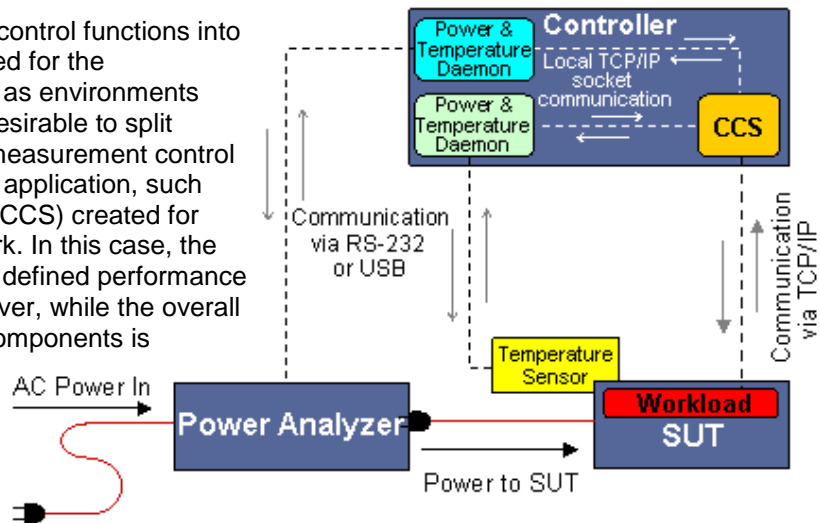 control functions into
ed for the
as environments
esirable to split
measurement control
application, such
CCS) created for
rk. In this case, the
defined performance
ver, while the overall
omponents is
Controller
Power &
Temperature
Daemon
Local TCP/IP
socket
communication
Power &
Temperature
Daemon
CCS
Communication
via RS-232
or USB
Communication
via TCP/IP
Temperature
Sensor
AC Power In
Power Analyzer
Workload
SUT
Power to SUT